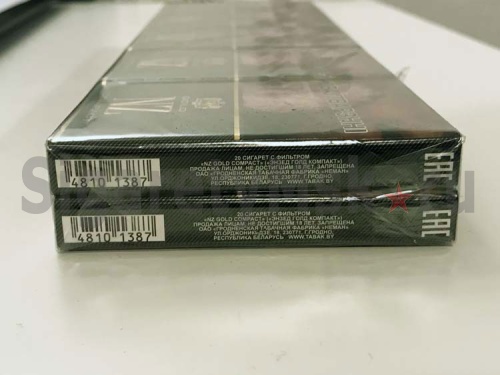 20 СИГАРЕТ С ФИЛЬТРОМ
«NZ GOLD COMPACT» («ЭНЗЕД ГОЛД КОМПАКТ»)
ПРОДАЖА ЛИЦАМ, НЕ ДОСТИГШИМ 18 ЛЕТ, ЗАПРЕЩЕНА
ОАО «ГРОДНЕНСКАЯ ТАБАЧНАЯ ФАБРИКА «НЕМАН»
УЛ.ОРДЖОНИКИДЗЕ, 18, 230771, Г.ГРОДНО,
РЕСПУБЛИКА БЕЛАРУСЬ WWW.TABAK.BY
4810 1387
EAC
20 СИГАРЕТ С ФИЛЬТРОМ
«NZ GOLD COMPACT» («ЭНЗЕД ГОЛД КОМПАКТ»)
ПРОДАЖА ЛИЦАМ, НЕ ДОСТИГШИМ 18 ЛЕТ, ЗАПРЕЩЕНА
ОАО «ГРОДНЕНСКАЯ ТАБАЧНАЯ ФАБРИКА «НЕМАН»
УЛ.ОРДЖОНИКИДЗЕ, 18, 230771, Г.ГРОДНО,
РЕСПУБЛИКА БЕЛАРУСЬ WWW.TABAK.BY
4810 1387
EAC